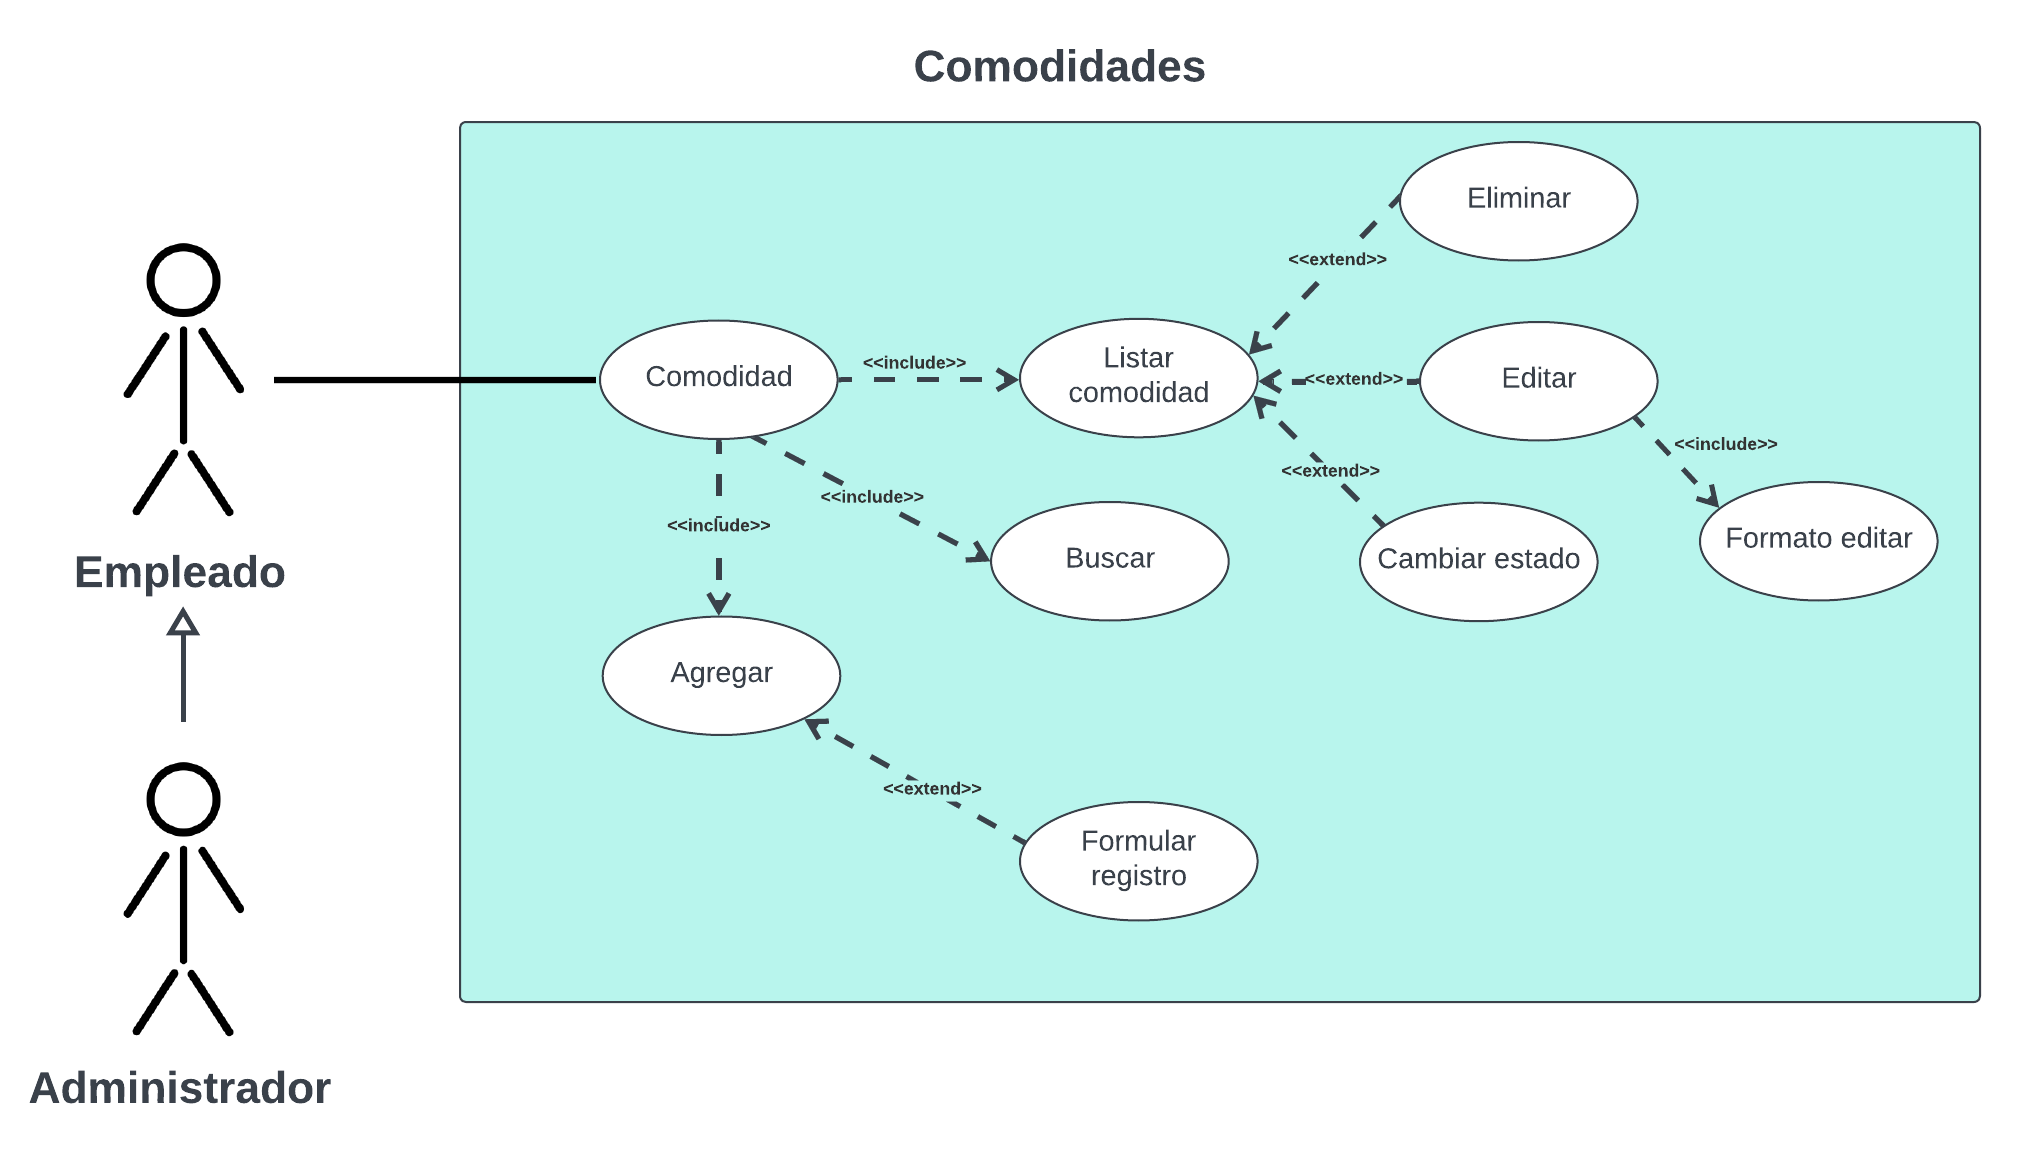 Comodidades
Eliminar
<<extend>>
Comodidad
<<include>>
Listar
comodidad
<<extend>>
Editar
<<include>>
<<extend>>
<<include>>
<<include>>
Buscar
Cambiar estado
Formato editar
Empleado
Agregar
<<extend>>
Formular
registro
Administrador